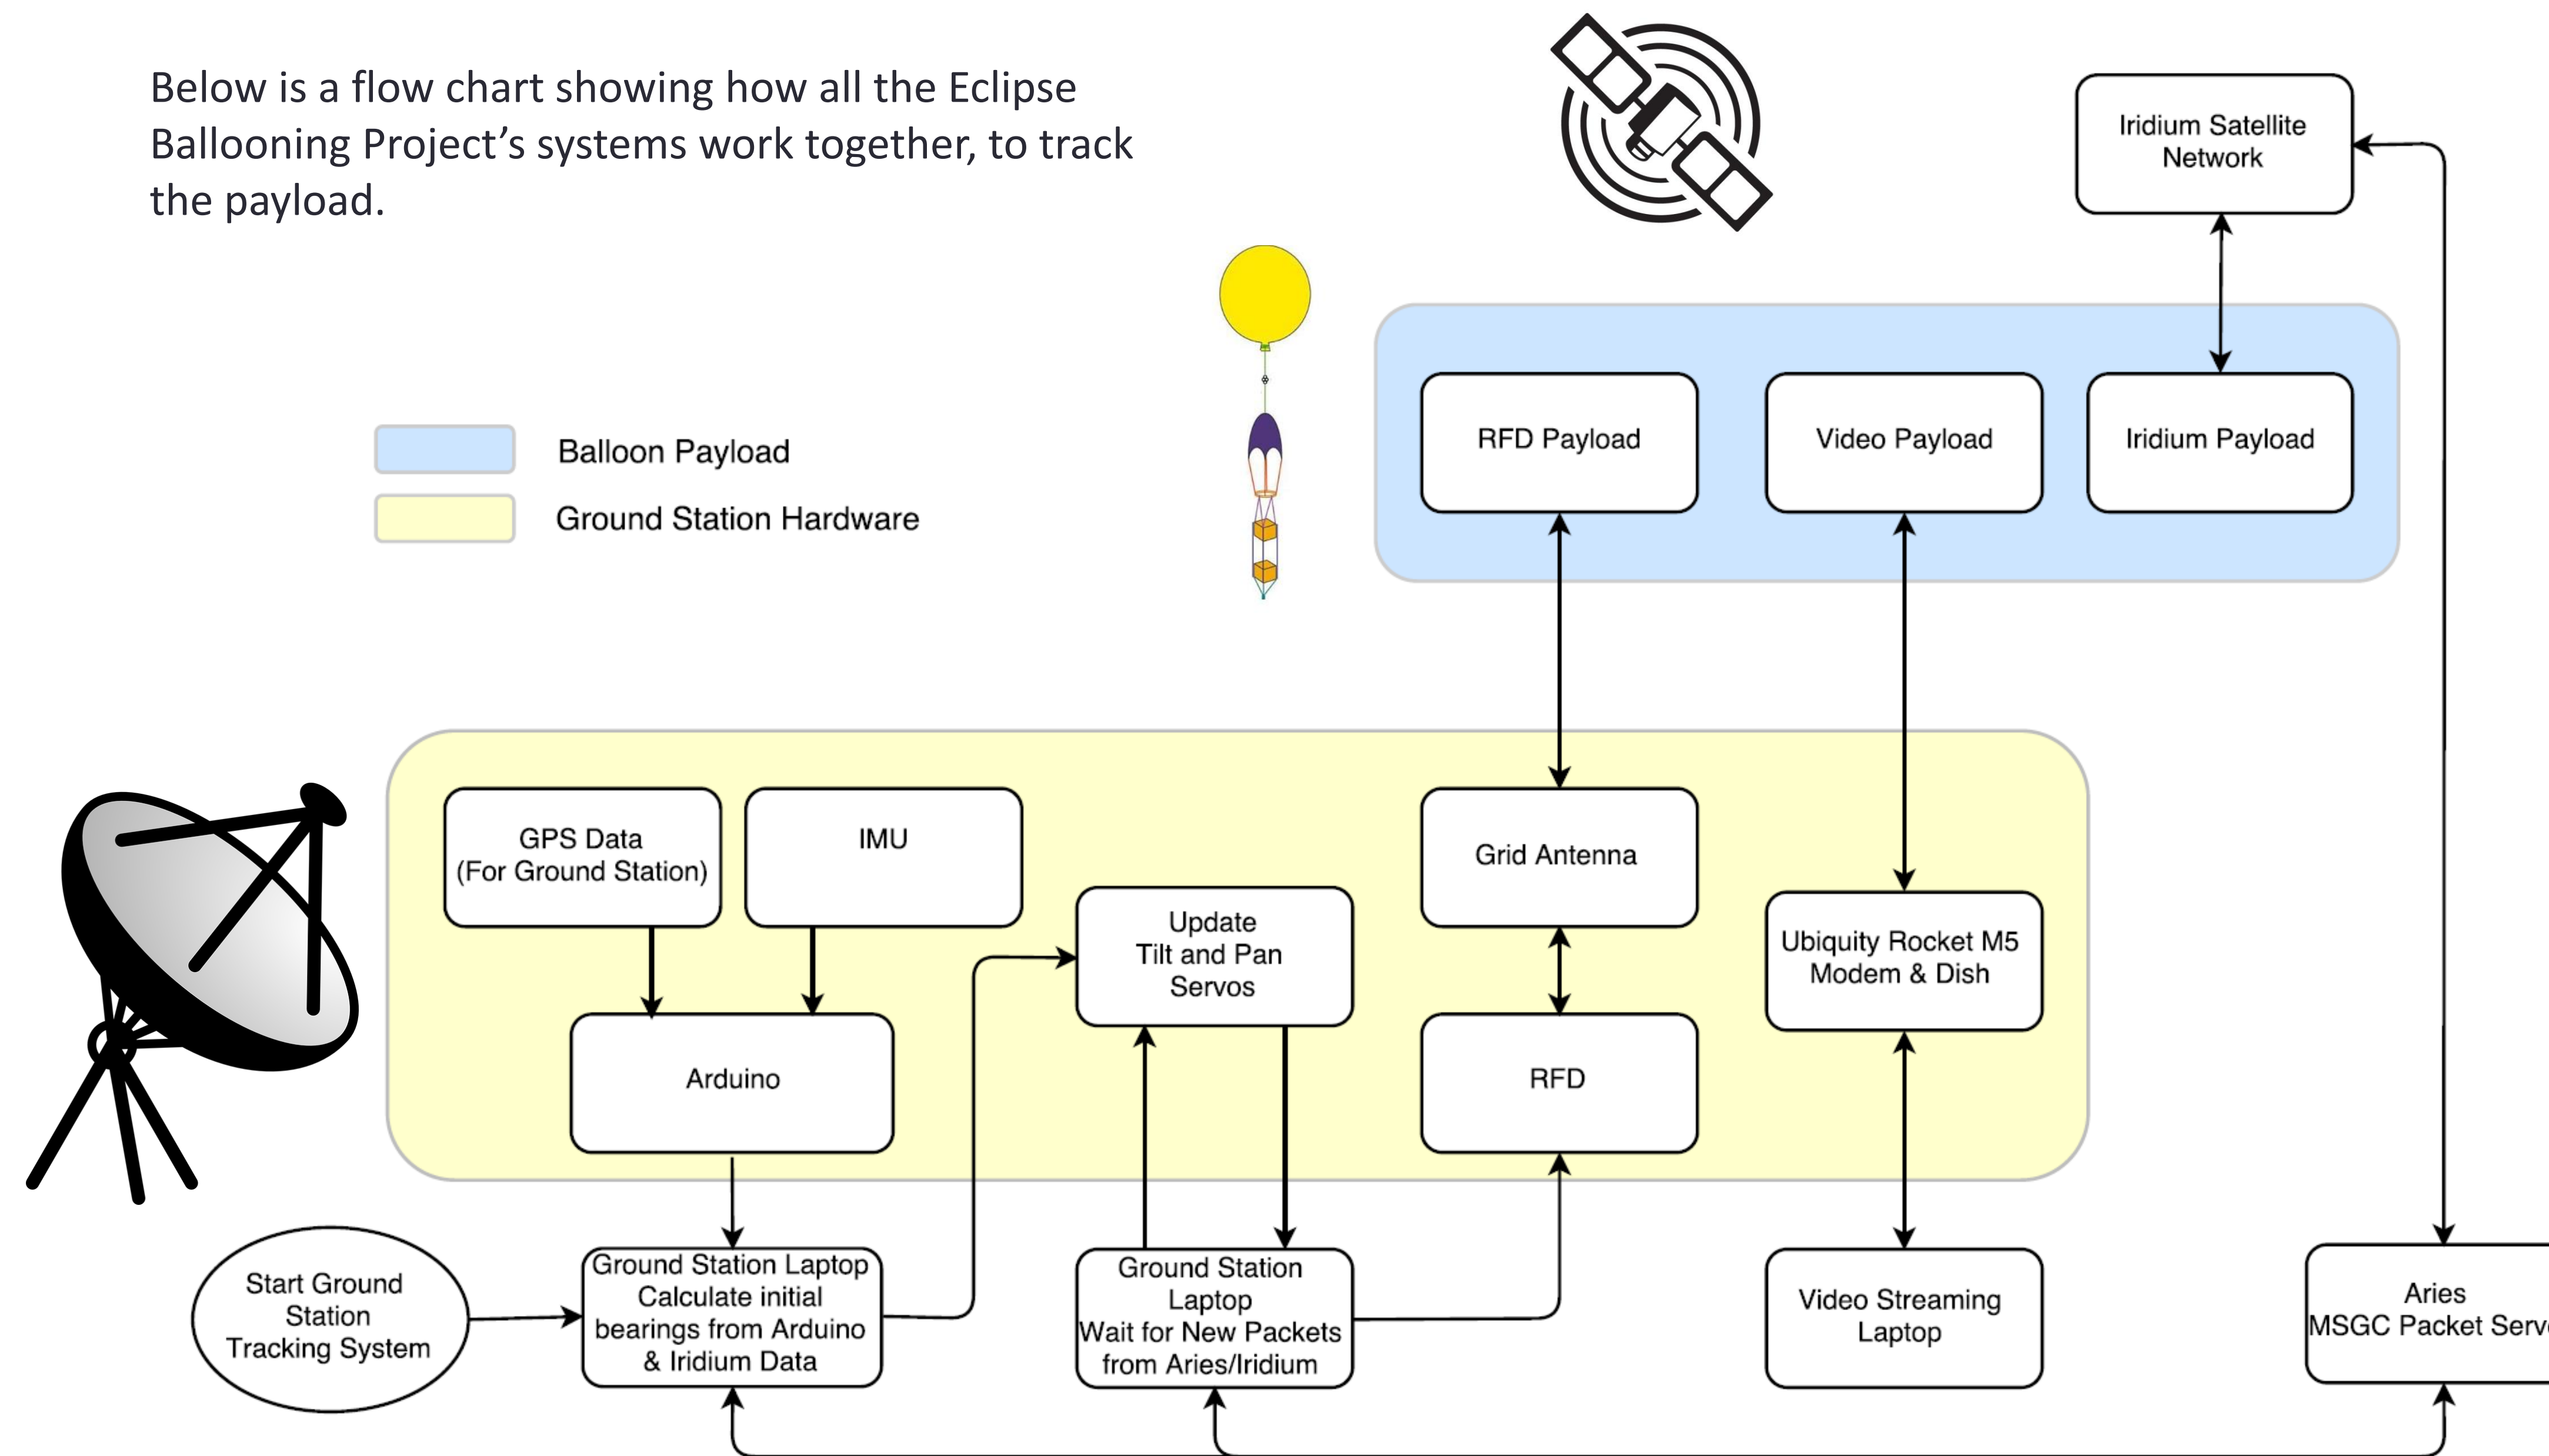 Below is a flow chart showing how all the Eclipse
Ballooning Project’s systems work together, to track
the payload.
Iridium Satellite
Network
Balloon Payload
Ground Station Hardware
RFD Payload
Video Payload
Iridium Payload
GPS Data
(For Ground Station)
IMU
Grid Antenna
Update
Tilt and Pan
Servos
Ubiquity Rocket M5
Modem & Dish
Arduino
RFD
Start Ground
Station
Tracking System
Ground Station Laptop
Calculate initial
bearings from Arduino
& Iridium Data
Ground Station
Laptop
Wait for New Packets
from Aries/Iridium
Video Streaming
Laptop
Aries
MSGC Packet